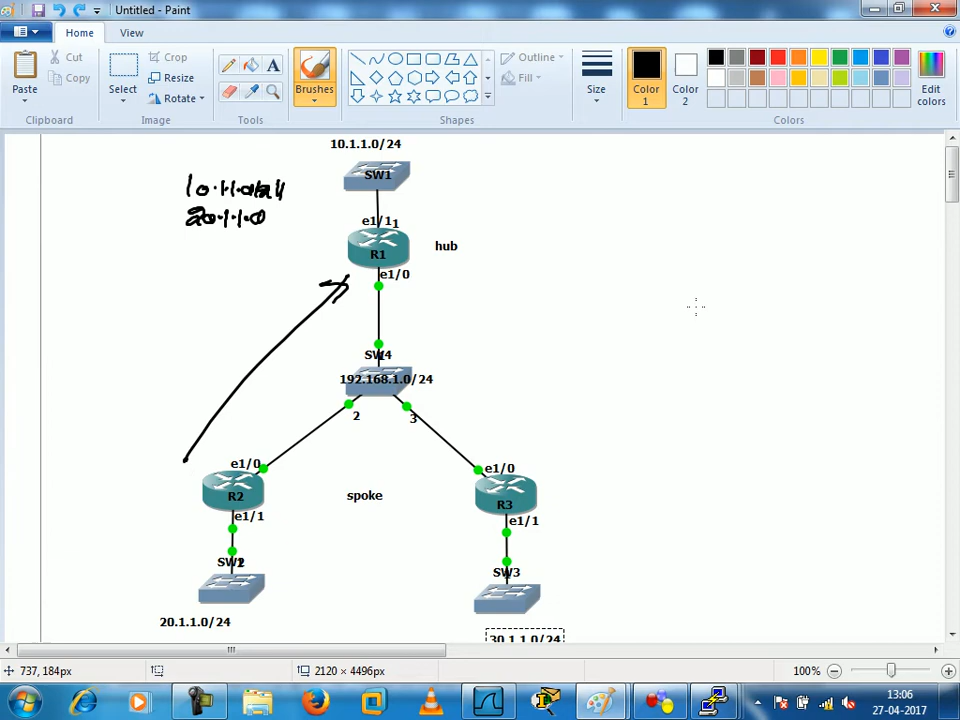 Untitled - Paint
Home
View
Paste
Cut
Copy
Clipboard
Select
Crop
Resize
Rotate
Image
A
Tools
Brushes
Outline
Fill
Shapes
Size
Color 1
Color 2
Edit colors
Colors
10.1.1.0/24
SW1
20.1.1.0
e1/1
1
R1
hub
e1/0
SW4
192.168.1.0/24
2
3
e1/0
e1/0
R2
spoke
R3
e1/1
e1/1
SW3
20.1.1.0/24
30.1.1.0/24
737, 184px
2120 × 4496px
100%
13:06
27-04-2017